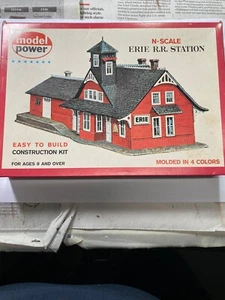 model
power
N-SCALE
ERIE R.R. STATION
ERIE
EASY TO BUILD
CONSTRUCTION KIT
FOR AGES 8 AND OVER
MOLDED IN 4 COLORS